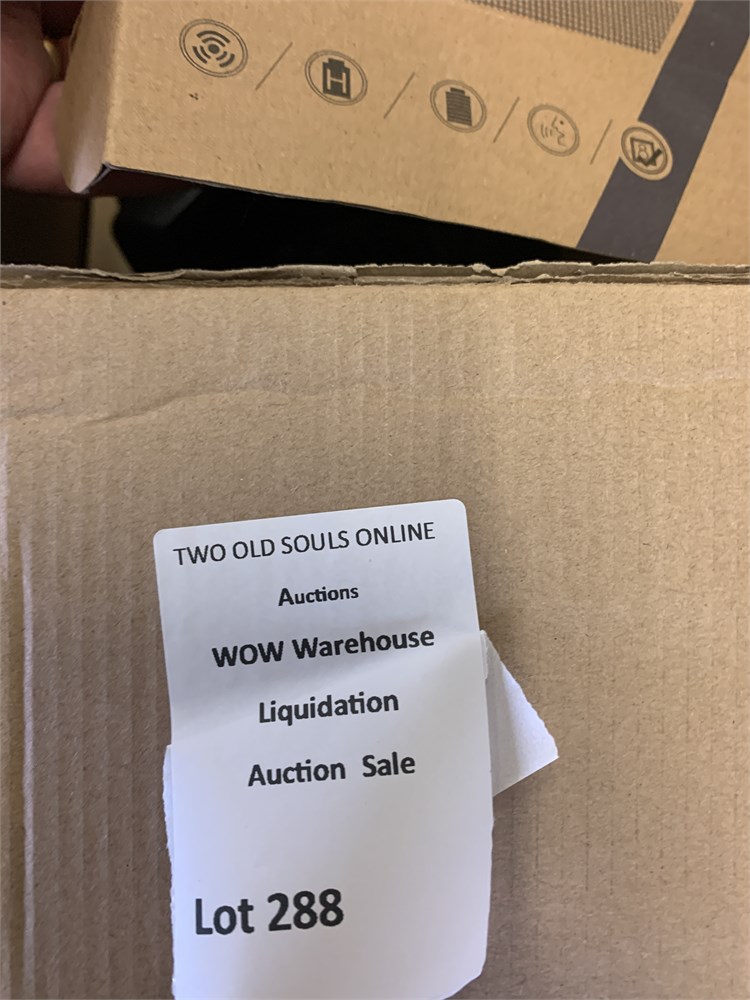 H
TWO OLD SOULS ONLINE
Auctions
WOW Warehouse
Liquidation
Auction Sale
Lot 288